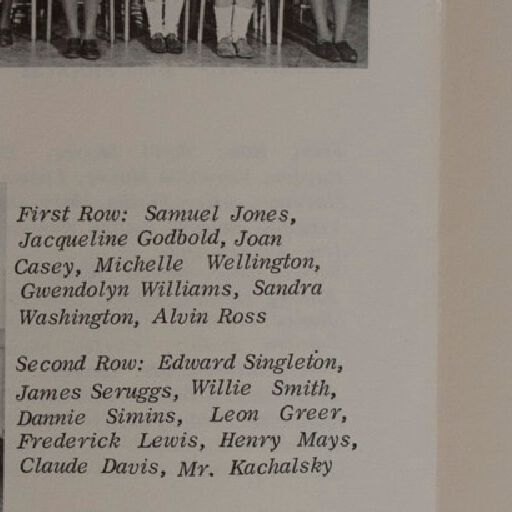 First Row: Samuel Jones,
Jacqueline Godbold, Joan
Casey, Michelle Wellington,
Gwendolyn Williams, Sandra
Washington, Alvin Ross
Second Row: Edward Singleton,
James Seruggs, Willie Smith,
Dannie Simins, Leon Greer,
Frederick Lewis, Henry Mays,
Claude Davis, Mr. Kachalsky